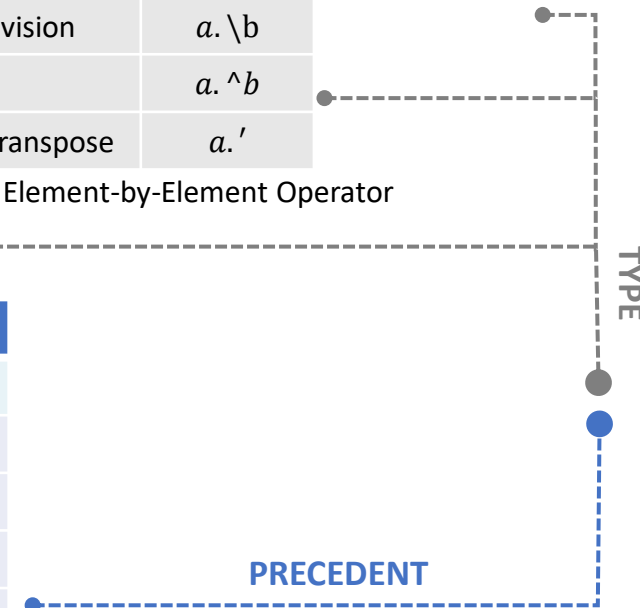 vision a. \b
a. ^b
ranspose a. ′
Element-by-Element Operator
TYPE
PRECEDENT